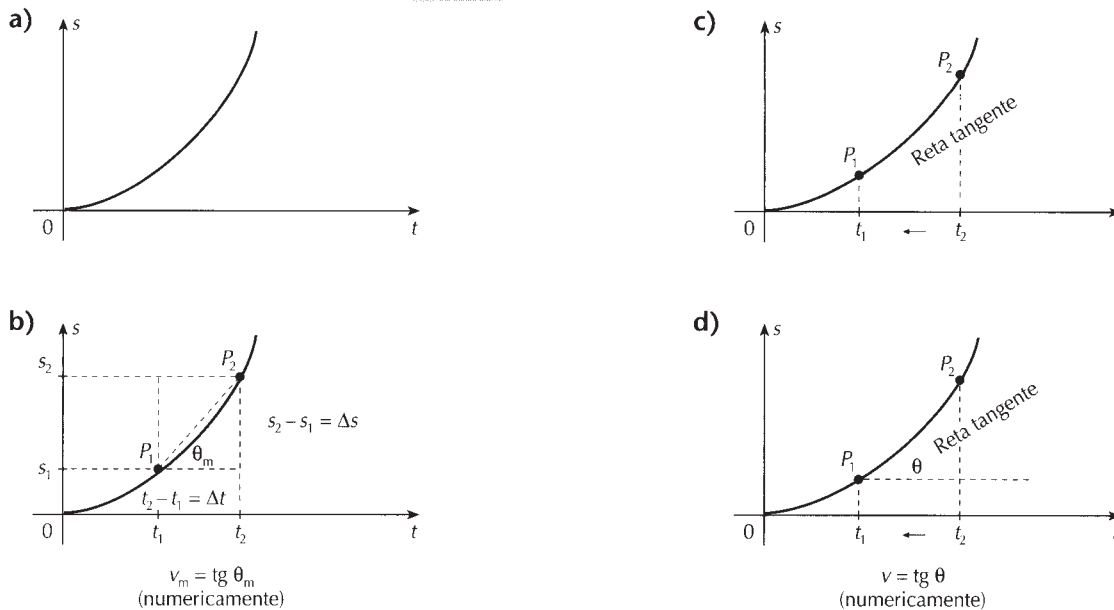 a)
s
0
t
b)
s
s₂
P₂
s₂ – s₁ = Δs
P₁
θₘ
s₁
t₂ – t₁ = Δt
0
t₁
t₂
t
vₘ = tg θₘ
(numericamente)
c)
s
P₂
Reta tangente
P₁
0
t₁
←
t₂
d)
s
P₂
Reta tangente
P₁
θ
0
t₁
←
t₂
v = tg θ
(numericamente)